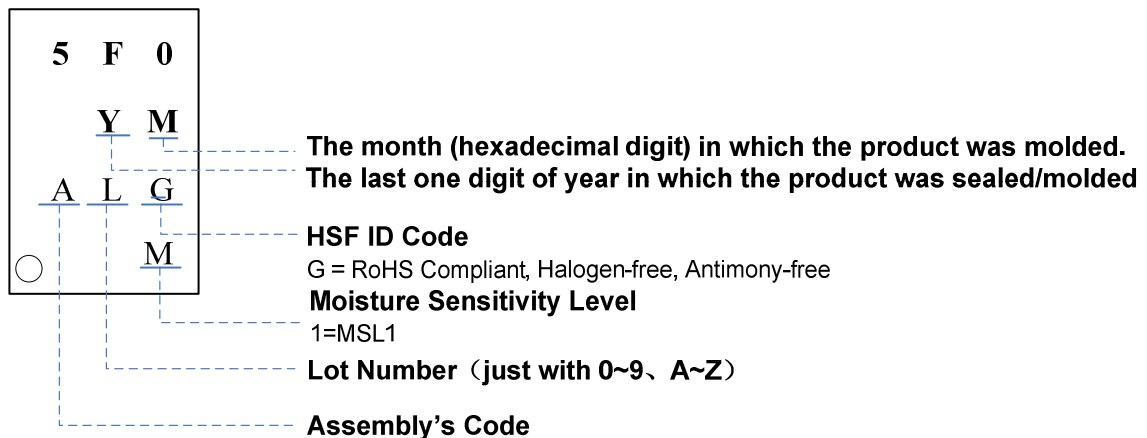 5 F 0
Y M
A L G
M
The month (hexadecimal digit) in which the product was molded.
The last one digit of year in which the product was sealed/molded
HSF ID Code
G = RoHS Compliant, Halogen-free, Antimony-free
Moisture Sensitivity Level
1=MSL1
Lot Number（just with 0~9、A~Z）
Assembly's Code